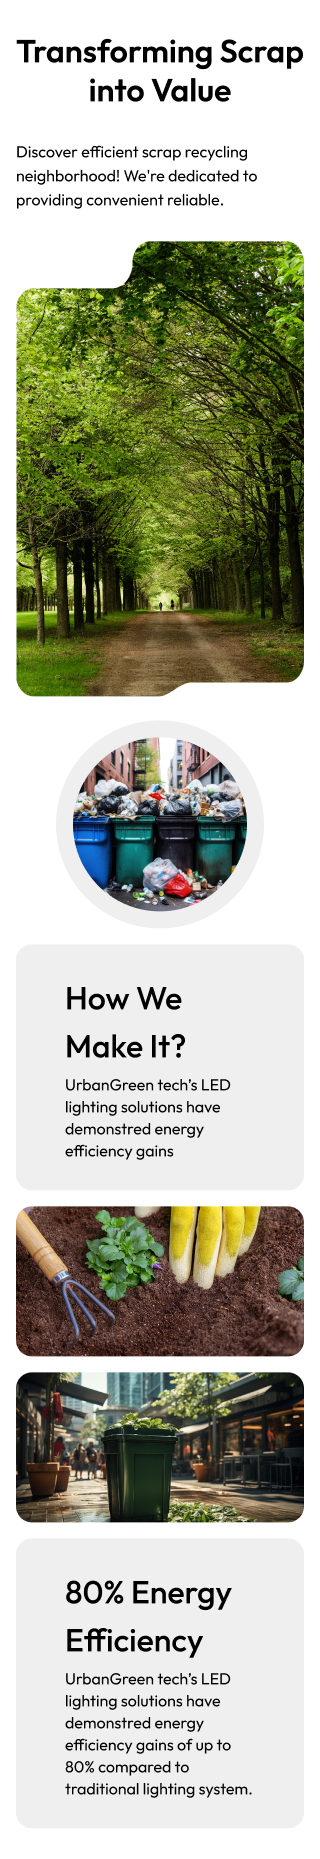 Transforming Scrap
into Value
Discover efficient scrap recycling
neighborhood! We're dedicated to
providing convenient reliable.
How We
Make It?
UrbanGreen tech's LED
lighting solutions have
demonstred energy
efficiency gains
80% Energy
Efficiency
UrbanGreen tech's LED
lighting solutions have
demonstred energy
efficiency gains of up to
80% compared to
traditional lighting system.